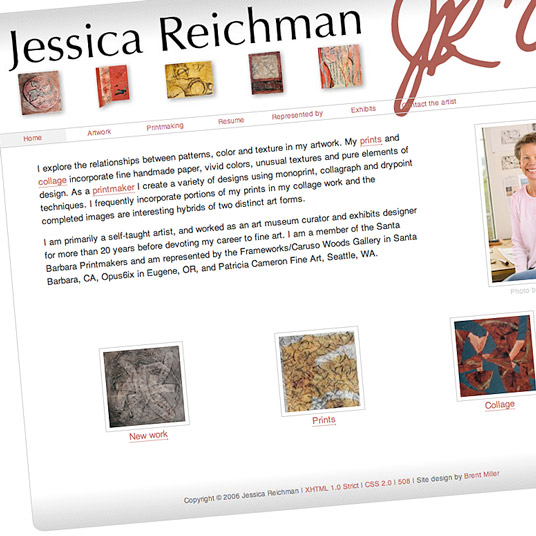 Jessica Reichman
Home Artwork Printmaking Resume Represented by Exhibits Contact the artist
I explore the relationships between patterns, color and texture in my artwork. My prints and
collage incorporate fine handmade paper, vivid colors, unusual textures and pure elements of
design. As a printmaker I create a variety of designs using monoprint, collagraph and drypoint
techniques. I frequently incorporate portions of my prints in my collage work and the
completed images are interesting hybrids of two distinct art forms.
I am primarily a self-taught artist, and worked as an art museum curator and exhibits designer
for more than 20 years before devoting my career to fine art. I am a member of the Santa
Barbara Printmakers and am represented by the Frameworks/Caruso Woods Gallery in Santa
Barbara, CA, Opus6ix in Eugene, OR, and Patricia Cameron Fine Art, Seattle, WA.
Photo b
New work
Prints
Collage
Copyright © 2006 Jessica Reichman | XHTML 1.0 Strict | CSS 2.0 | 508 | Site design by Brent Miller